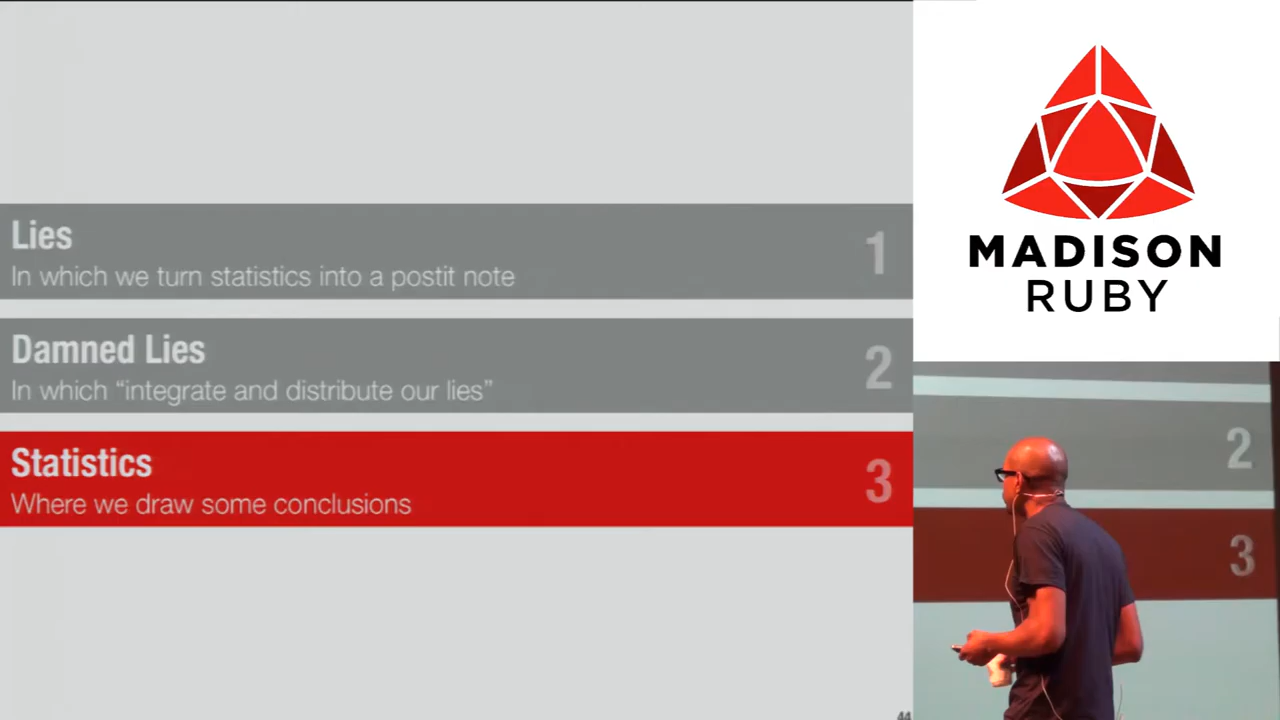 Lies
In which we turn statistics into a postit note
1
Damned Lies
In which “integrate and distribute our lies”
2
Statistics
Where we draw some conclusions
3
44
MADISON
RUBY
2
3